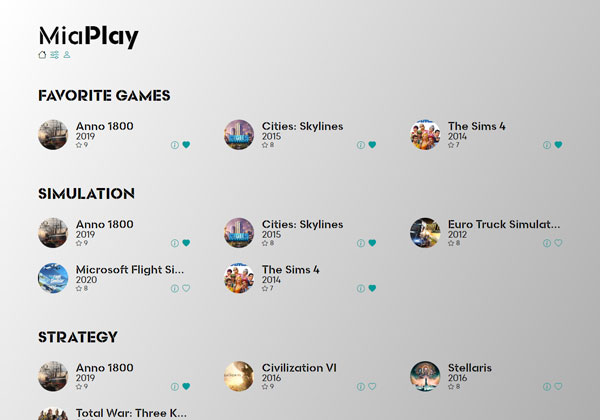 MiaPlay
FAVORITE GAMES
Anno 1800
2019
9
Cities: Skylines
2015
8
The Sims 4
2014
7
SIMULATION
Anno 1800
2019
9
Cities: Skylines
2015
8
Euro Truck Simulat...
2012
8
Microsoft Flight Si...
2020
8
The Sims 4
2014
7
STRATEGY
Anno 1800
2019
9
Civilization VI
2016
9
Stellaris
2016
8
Total War: Three K...